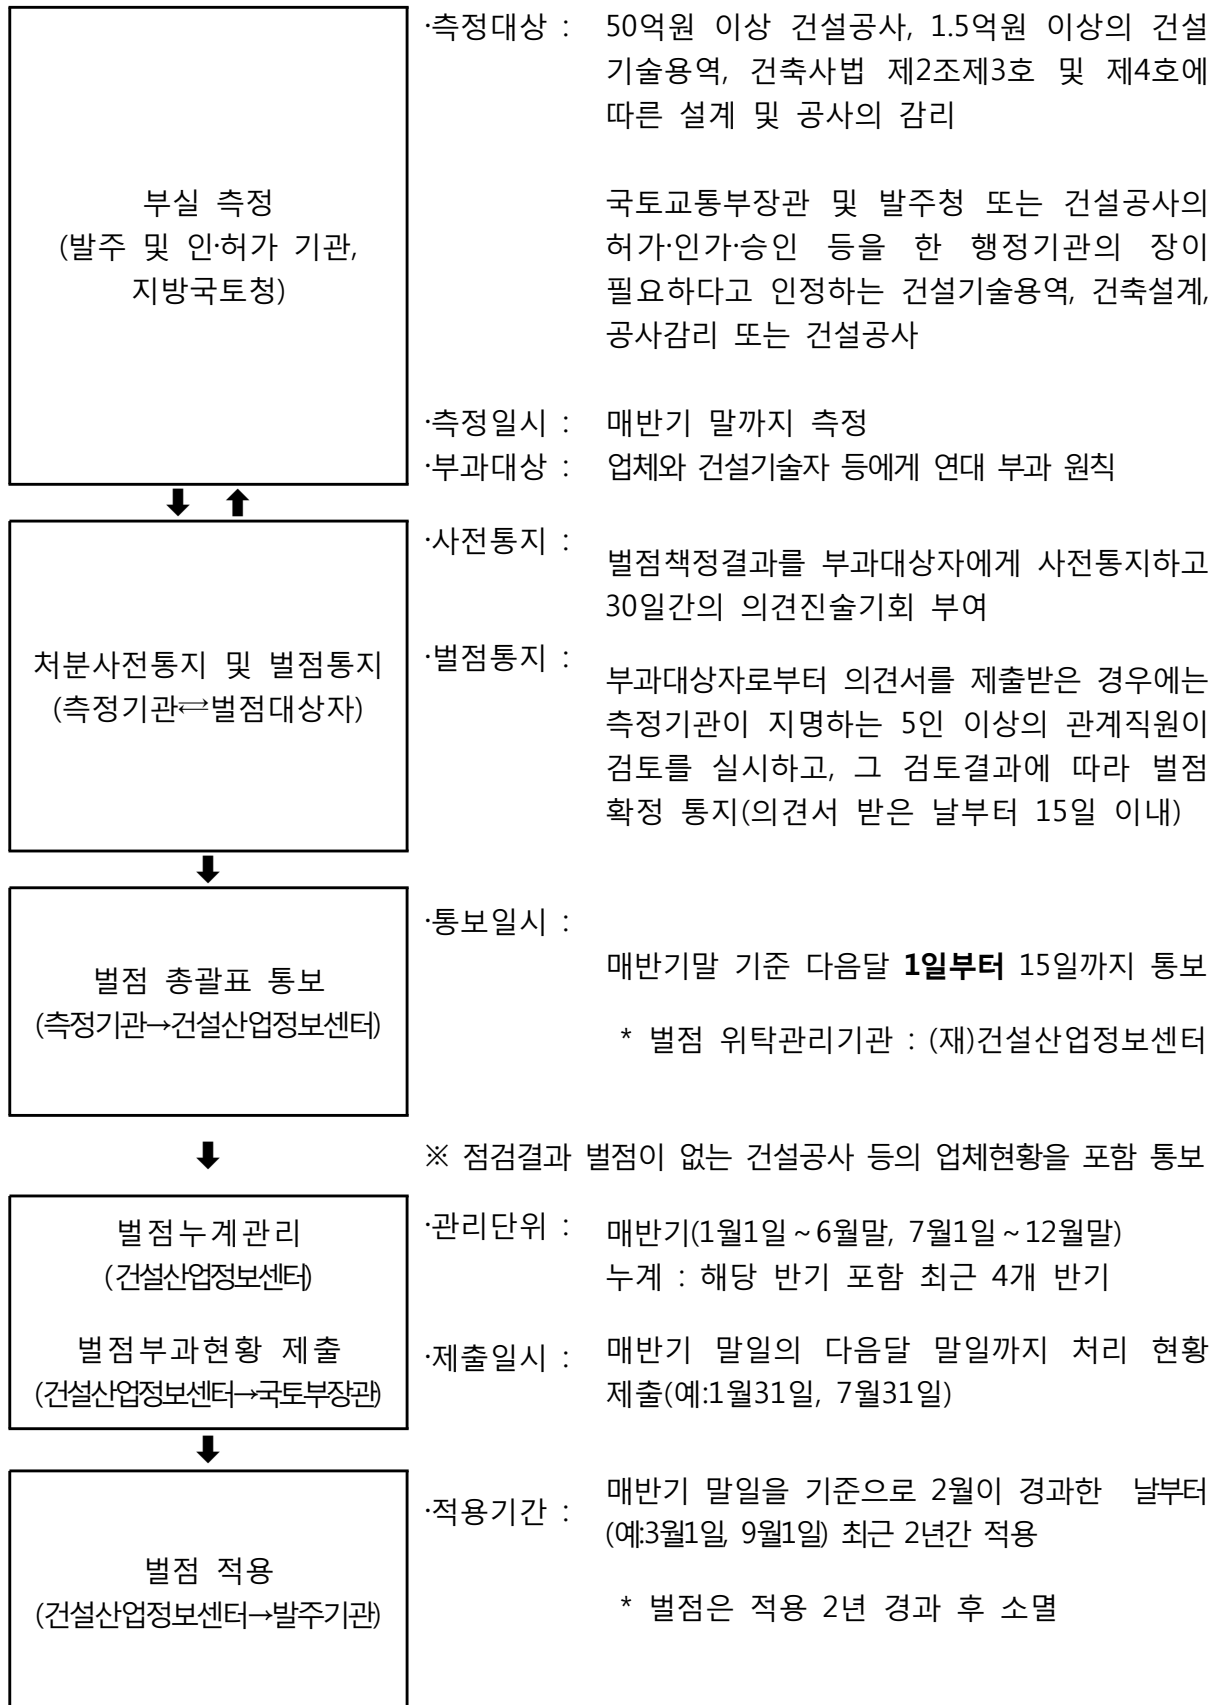 부실 측정
(발주 및 인·허가 기관,
지방국토청)
·측정대상 : 50억원 이상 건설공사, 1.5억원 이상의 건설
기술용역, 건축사법 제2조제3호 및 제4호에
따른 설계 및 공사의 감리
국토교통부장관 및 발주청 또는 건설공사의
허가·인가·승인 등을 한 행정기관의 장이
필요하다고 인정하는 건설기술용역, 건축설계,
공사감리 또는 건설공사
·측정일시 : 매반기 말까지 측정
·부과대상 : 업체와 건설기술자 등에게 연대 부과 원칙
⬇ ⬆
처분사전통지 및 벌점통지
(측정기관⇄벌점대상자)
·사전통지 :
벌점책정결과를 부과대상자에게 사전통지하고
30일간의 의견진술기회 부여
·벌점통지 :
부과대상자로부터 의견서를 제출받은 경우에는
측정기관이 지명하는 5인 이상의 관계직원이
검토를 실시하고, 그 검토결과에 따라 벌점
확정 통지(의견서 받은 날부터 15일 이내)
⬇
벌점 총괄표 통보
(측정기관→건설산업정보센터)
·통보일시 :
매반기말 기준 다음달 1일부터 15일까지 통보
* 벌점 위탁관리기관 : (재)건설산업정보센터
⬇
※ 점검결과 벌점이 없는 건설공사 등의 업체현황을 포함 통보
벌점누계관리
(건설산업정보센터)
벌점부과현황 제출
(건설산업정보센터→국토부장관)
·관리단위 : 매반기(1월1일~6월말, 7월1일~12월말)
누계 : 해당 반기 포함 최근 4개 반기
·제출일시 : 매반기 말일의 다음달 말일까지 처리 현황
제출(예:1월31일, 7월31일)
⬇
벌점 적용
(건설산업정보센터→발주기관)
·적용기간 : 매반기 말일을 기준으로 2월이 경과한 날부터
(예:3월1일, 9월1일) 최근 2년간 적용
* 벌점은 적용 2년 경과 후 소멸